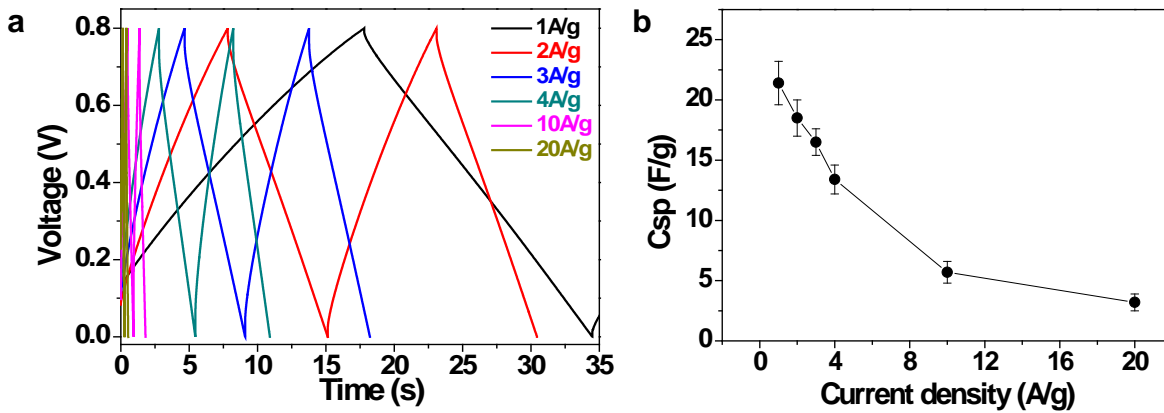 a
Voltage (V)
0.8
0.6
0.4
0.2
0.0
0 5 10 15 20 25 30 35
Time (s)
1A/g
2A/g
3A/g
4A/g
10A/g
20A/g
b
Csp (F/g)
25
20
15
10
5
0
0 4 8 12 16 20
Current density (A/g)